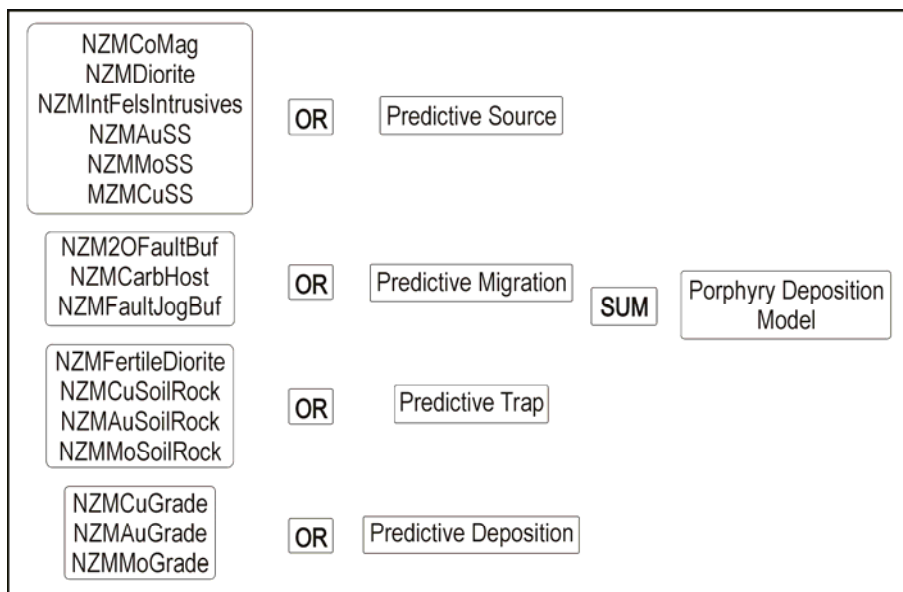 NZMCoMag
NZMDiorite
NZMIntFelsIntrusives
NZMAuSS
NZMMoSS
MZMCuSS
OR
Predictive Source
NZM2OFaultBuf
NZMCarbHost
NZMFaultJogBuf
OR
Predictive Migration
SUM
Porphyry Deposition
Model
NZMFertileDiorite
NZMCuSoilRock
NZMAuSoilRock
NZMMoSoilRock
OR
Predictive Trap
NZMCuGrade
NZMAuGrade
NZMMoGrade
OR
Predictive Deposition